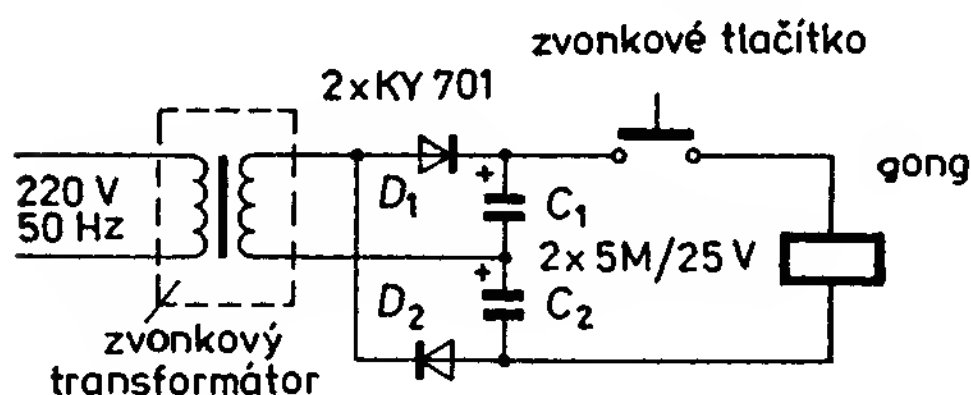 zvonkové tlačítko
2xKY 701
220 V
50 Hz
D1
+
C1
gong
2x 5M/25 V
+
D2
C2
zvonkový
transformátor